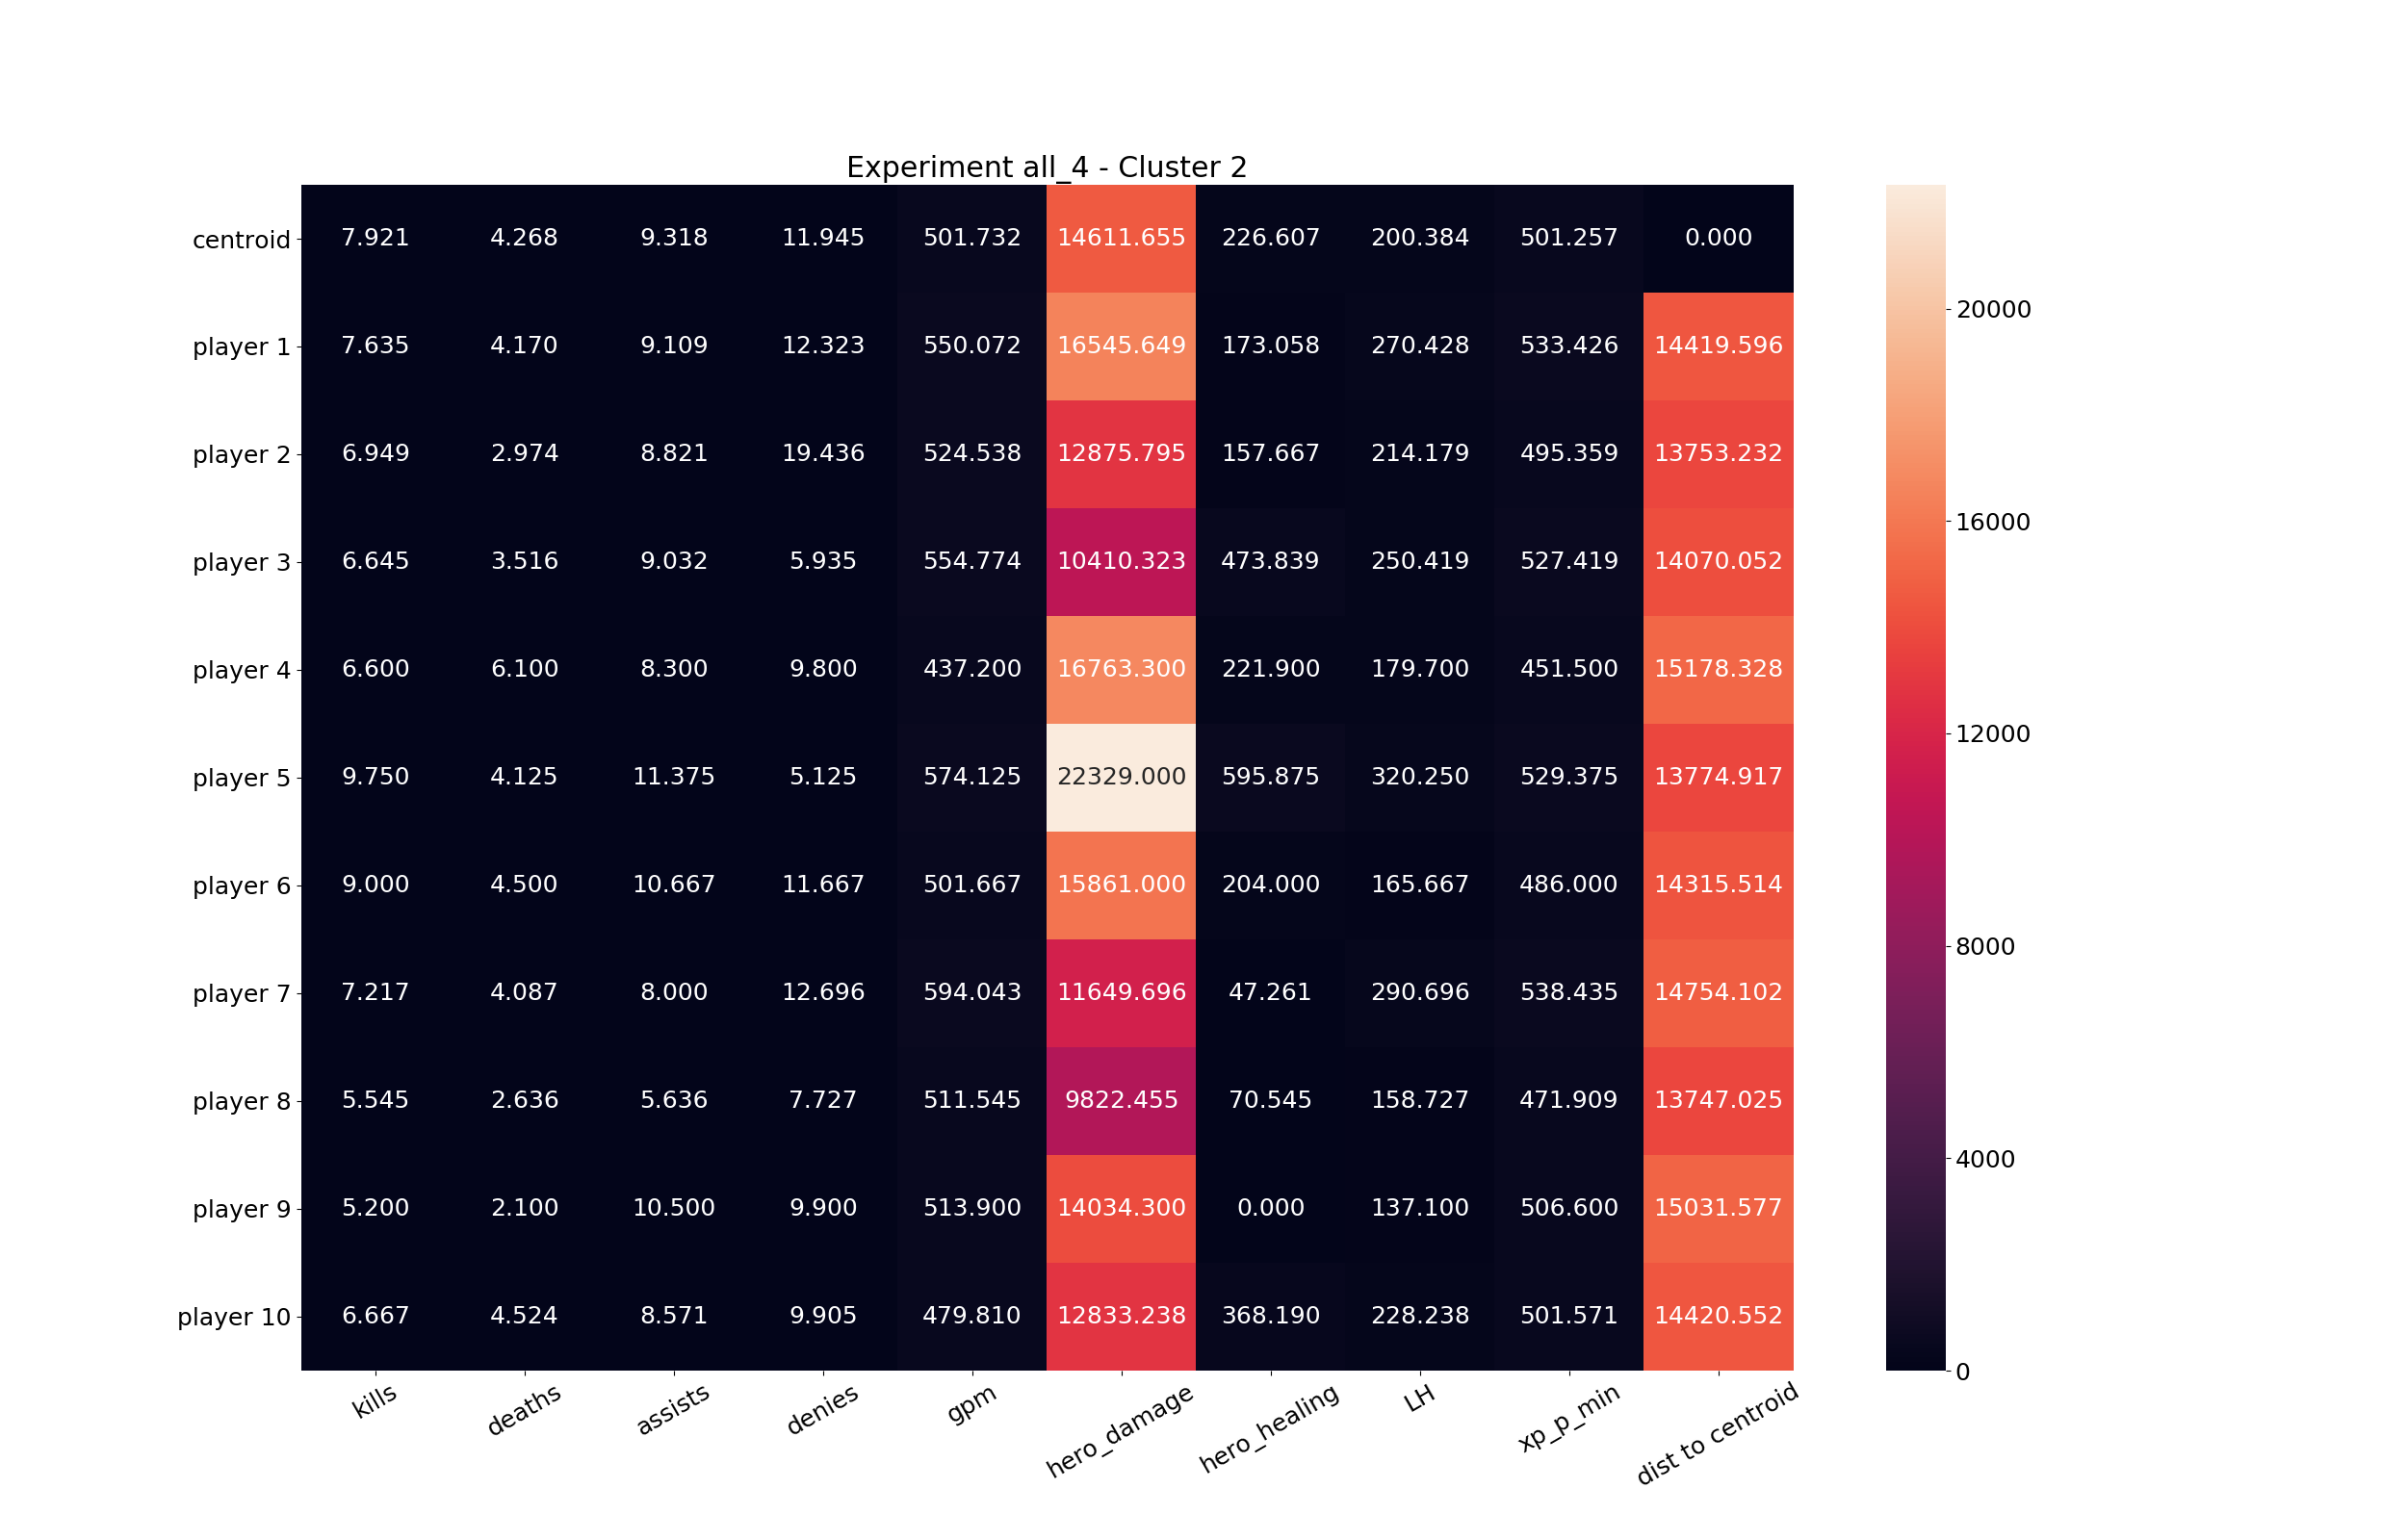 Experiment all_4 - Cluster 2
centroid 7.921 4.268 9.318 11.945 501.732 14611.655 226.607 200.384 501.257 0.000
player 1 7.635 4.170 9.109 12.323 550.072 16545.649 173.058 270.428 533.426 14419.596
player 2 6.949 2.974 8.821 19.436 524.538 12875.795 157.667 214.179 495.359 13753.232
player 3 6.645 3.516 9.032 5.935 554.774 10410.323 473.839 250.419 527.419 14070.052
player 4 6.600 6.100 8.300 9.800 437.200 16763.300 221.900 179.700 451.500 15178.328
player 5 9.750 4.125 11.375 5.125 574.125 22329.000 595.875 320.250 529.375 13774.917
player 6 9.000 4.500 10.667 11.667 501.667 15861.000 204.000 165.667 486.000 14315.514
player 7 7.217 4.087 8.000 12.696 594.043 11649.696 47.261 290.696 538.435 14754.102
player 8 5.545 2.636 5.636 7.727 511.545 9822.455 70.545 158.727 471.909 13747.025
player 9 5.200 2.100 10.500 9.900 513.900 14034.300 0.000 137.100 506.600 15031.577
player 10 6.667 4.524 8.571 9.905 479.810 12833.238 368.190 228.238 501.571 14420.552
kills deaths assists denies gpm hero_damage hero_healing LH xp_p_min dist to centroid
20000
16000
12000
8000
4000
0